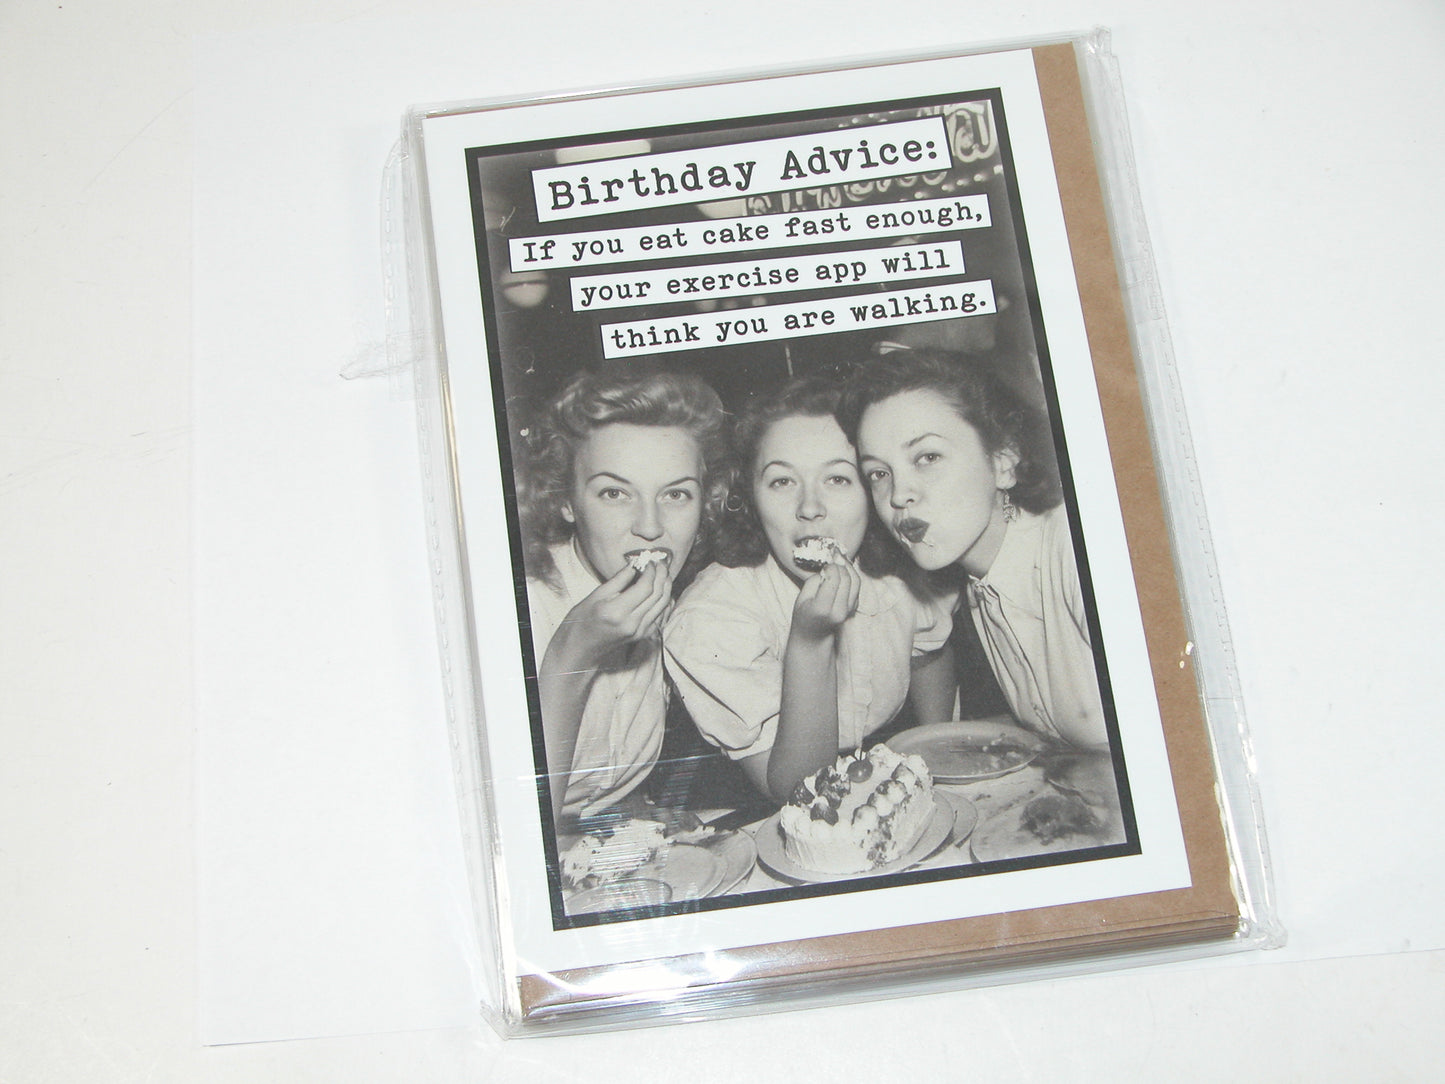 Birthday Advice:
If you eat cake fast enough,
your exercise app will
think you are walking.